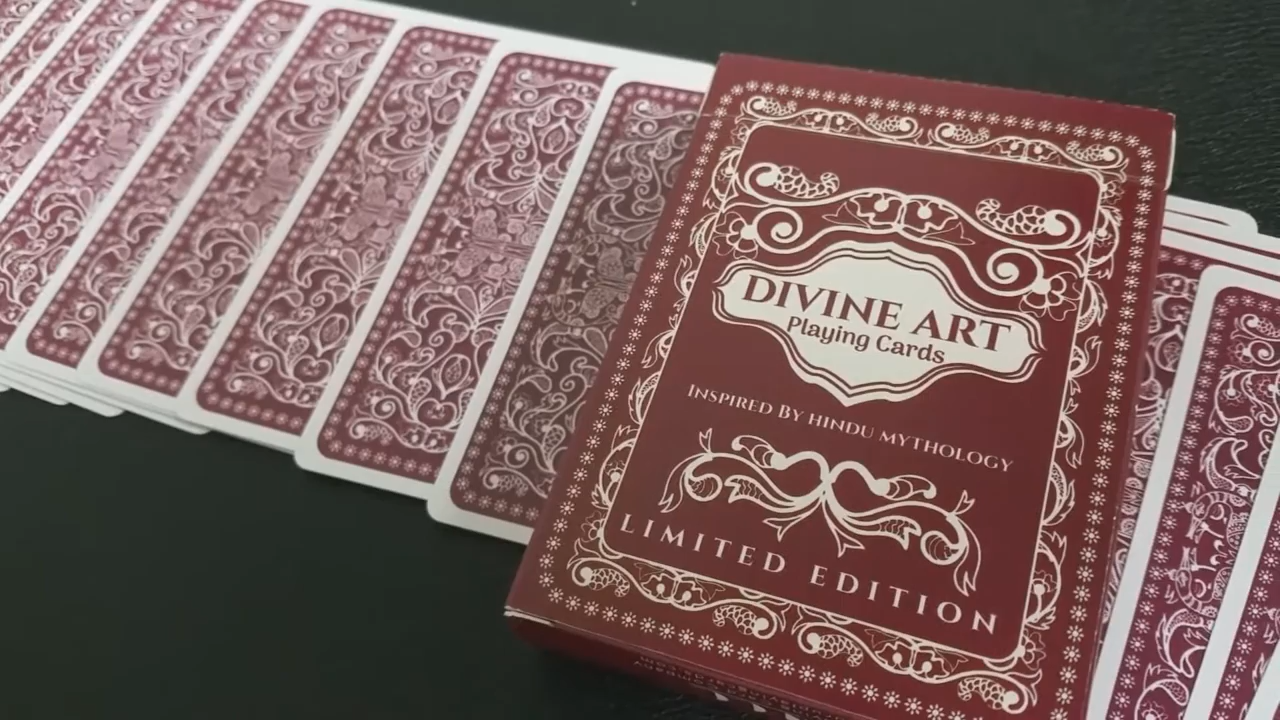 DIVINE ART
Playing Cards
INSPIRED BY HINDU MYTHOLOGY
LIMITED EDITION